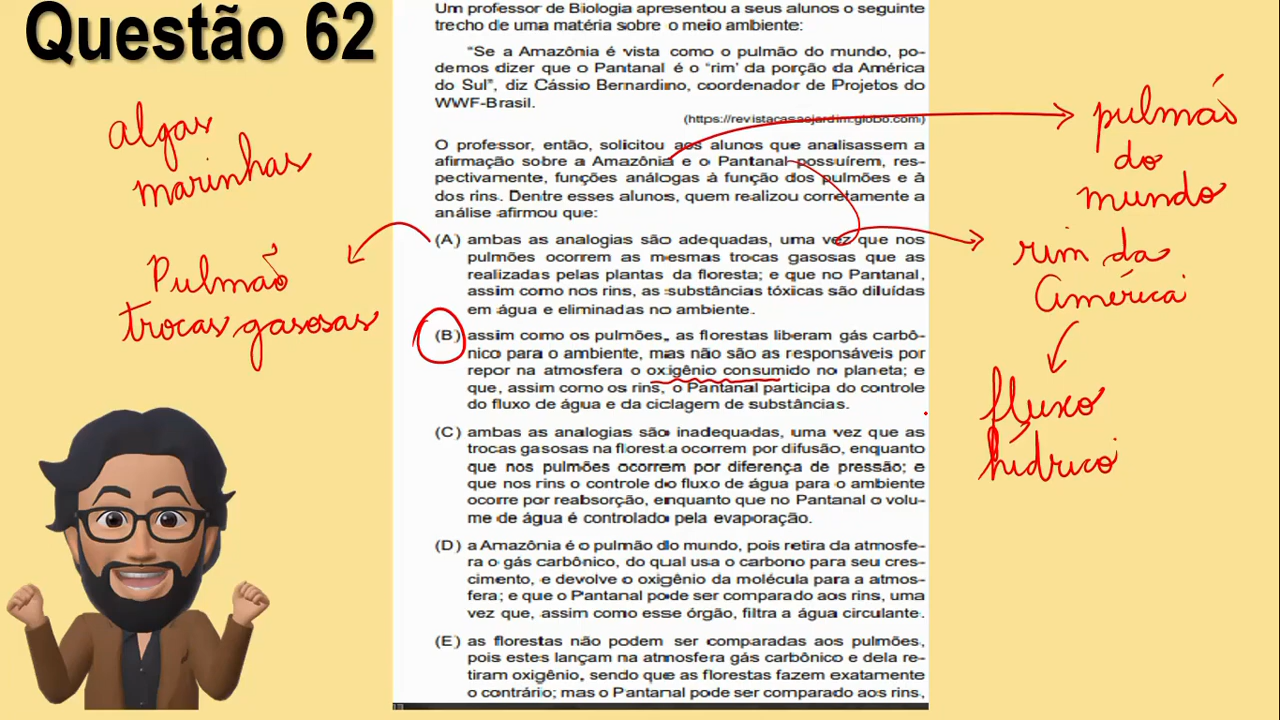 Questão 62
Um professor de Biologia apresentou a seus alunos o seguinte
trecho de uma matéria sobre o meio ambiente:
"Se a Amazônia é vista como o pulmão do mundo, po-
demos dizer que o Pantanal é o "rim' da porção da América
do Sul", diz Cássio Bernardino, coordenador de Projetos do
WWF-Brasil.
(https://revistacasaejardim.globo.com)
O professor, então, solicitou aos alunos que analisassem a
afirmação sobre a Amazônia e o Pantanal possuírem, res-
pectivamente, funções análogas à função dos pulmões e à
dos rins. Dentre esses alunos, quem realizou corretamente a
análise afirmou que:
(A) ambas as analogias são adequadas, uma vez que nos
pulmões ocorrem as mesmas trocas gasosas que as
realizadas pelas plantas da floresta; e que no Pantanal,
assim como nos rins, as substâncias tóxicas são diluídas
em água e eliminadas no ambiente.
(B) assim como os pulmões, as florestas liberam gás carbô-
nico para o ambiente, mas não são as responsáveis por
repor na atmosfera o oxigênio consumido no planeta; e
que, assim como os rins, o Pantanal participa do controle
do fluxo de água e da ciclagem de substâncias.
(C) ambas as analogias são inadequadas, uma vez que as
trocas gasosas na floresta ocorrem por difusão, enquanto
que nos pulmões ocorrem por diferença de pressão; e
que nos rins o controle do fluxo de água para o ambiente
ocorre por reabsorção, enquanto que no Pantanal o volu-
me de água é controlado pela evaporação.
(D) a Amazônia é o pulmão do mundo, pois retira da atmosfe-
ra o gás carbônico, do qual usa o carbono para seu cres-
cimento, e devolve o oxigênio da molécula para a atmos-
fera; e que o Pantanal pode ser comparado aos rins, uma
vez que, assim como esse órgão, filtra a água circulante.
(E) as florestas não podem ser comparadas aos pulmões,
pois estes lançam na atmosfera gás carbônico e dela re-
tiram oxigênio, sendo que as florestas fazem exatamente
o contrário; mas o Pantanal pode ser comparado aos rins,
algas
marinhas
Pulmão
trocas gasosas
pulmão
do
mundo
rim da
América
fluxo
hídrico